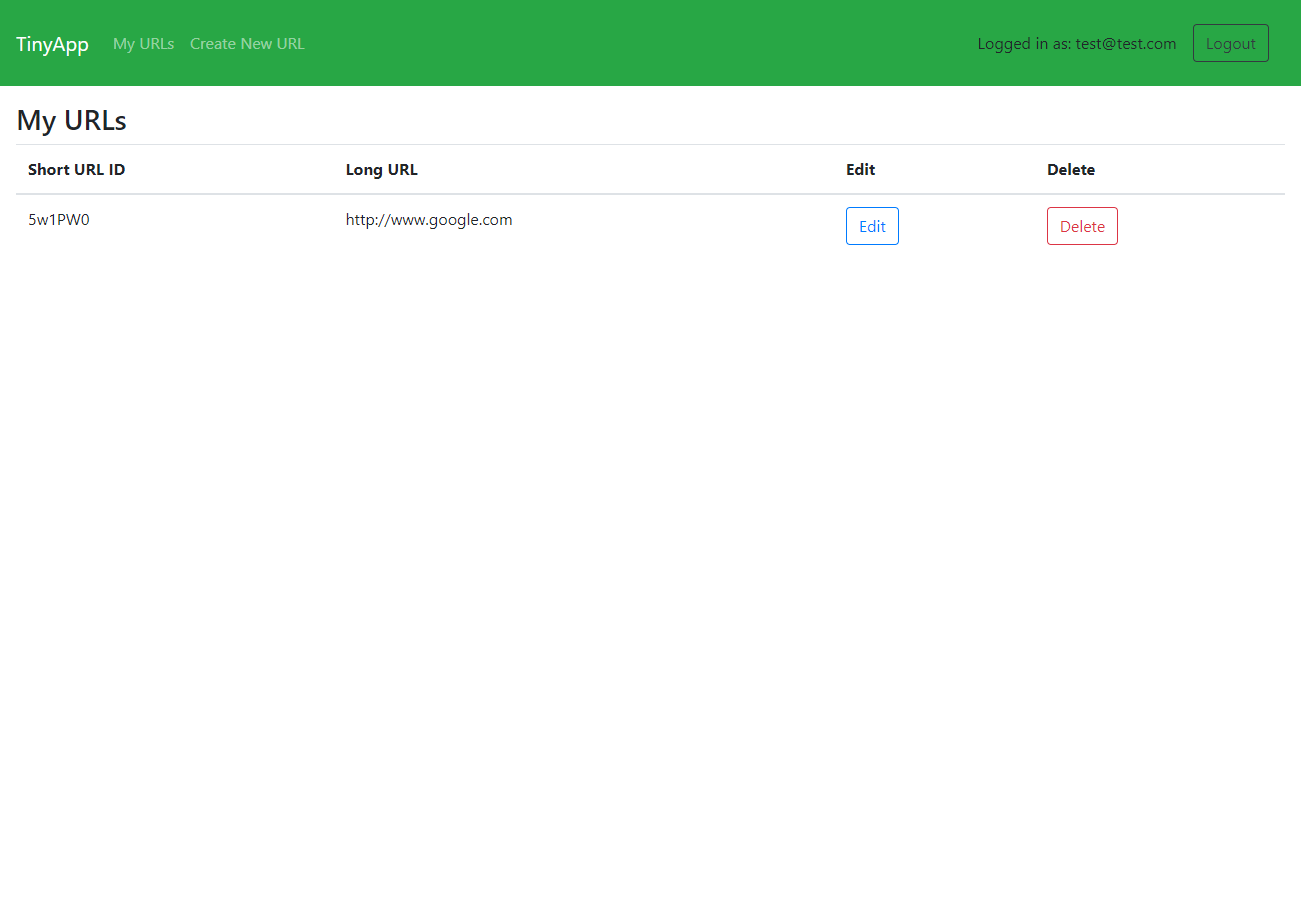 TinyApp My URLs Create New URL Logged in as: test@test.com Logout
My URLs
Short URL ID Long URL Edit Delete
5w1PW0 http://www.google.com Edit Delete